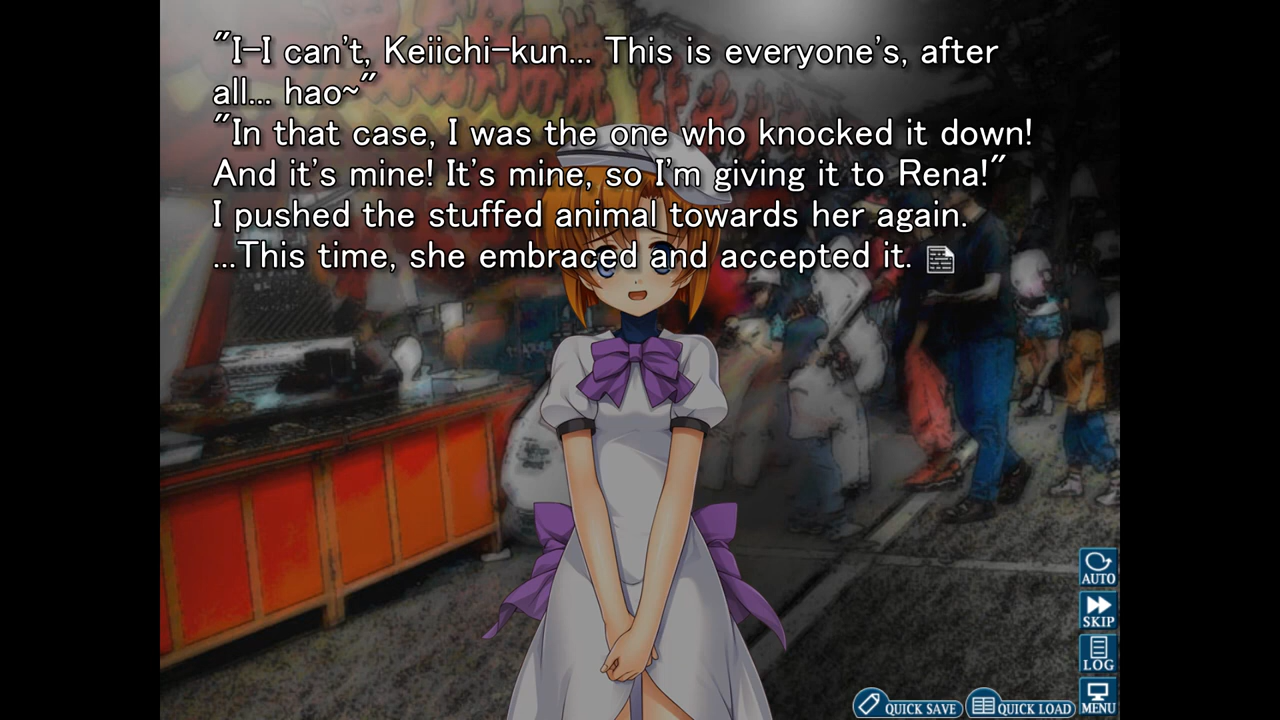 "I-I can't, Keiichi-kun... This is everyone's, after
all... hao~"
"In that case, I was the one who knocked it down!
And it's mine! It's mine, so I'm giving it to Rena!"
I pushed the stuffed animal towards her again.
...This time, she embraced and accepted it.
AUTO
SKIP
LOG
QUICK SAVE
QUICK LOAD
MENU